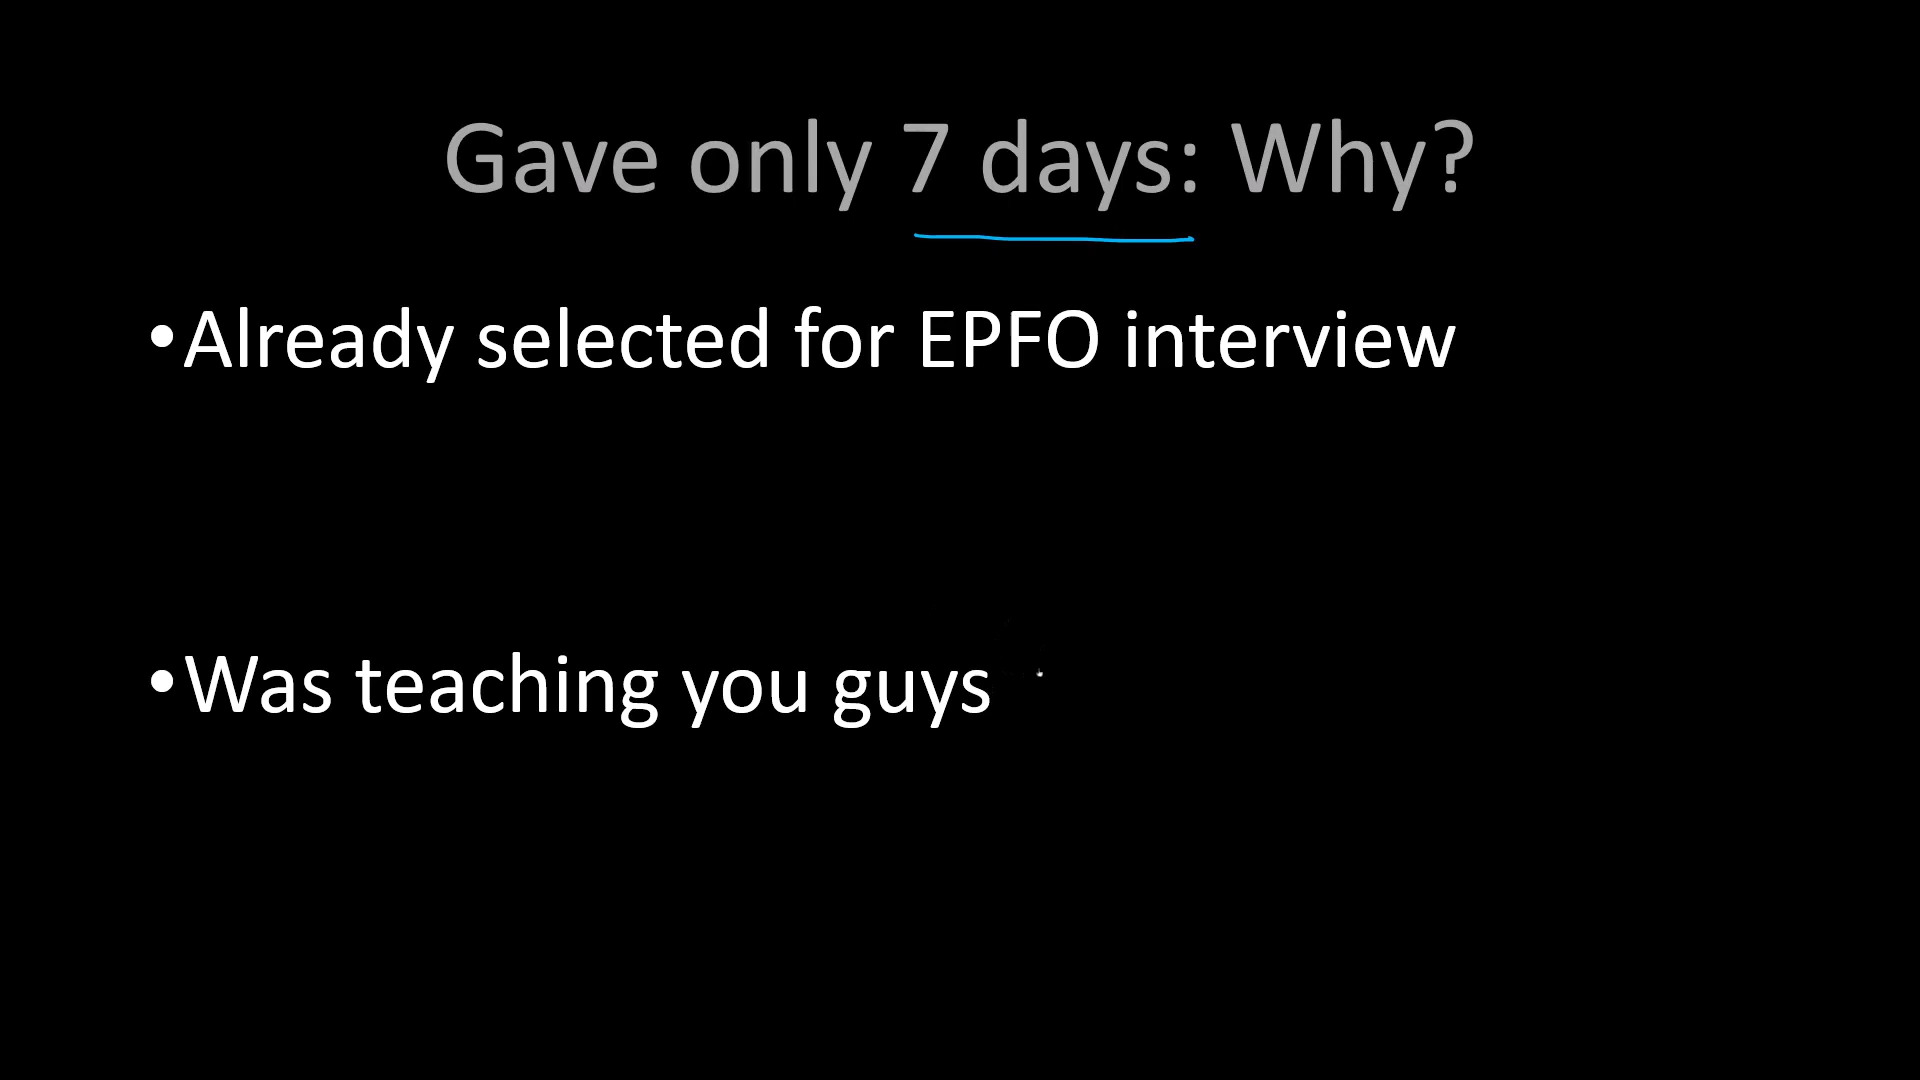 Gave only 7 days: Why?
•Already selected for EPFO interview
•Was teaching you guys